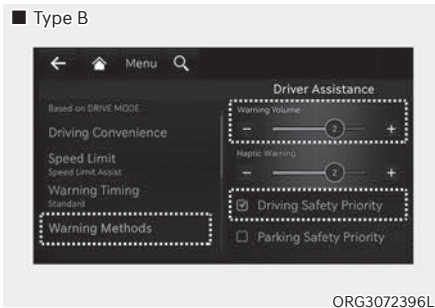 ■ Type B
Menu
Driver Assistance
Based on DRIVE MODE
Driving Convenience
Speed Limit
Speed Limit Assist
Warning Timing
Standard
Warning Methods
Warning Volume
− 2 +
Haptic Warning
− 2 +
Driving Safety Priority
Parking Safety Priority
ORG3072396L